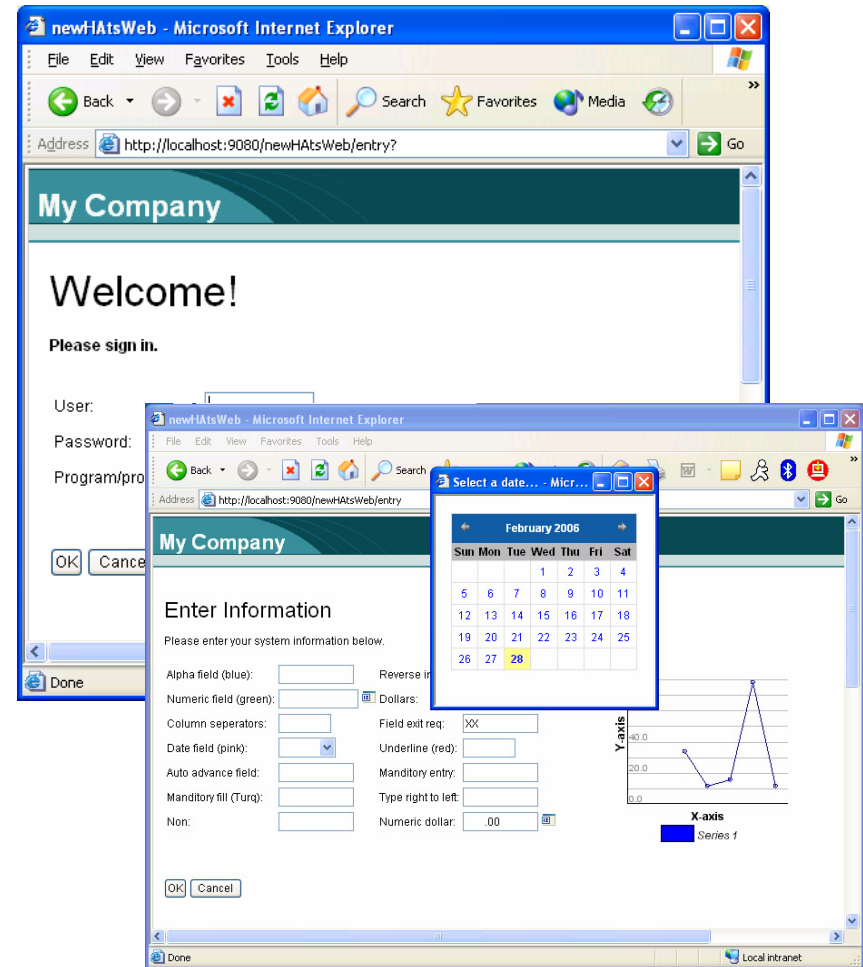 newHAtsWeb - Microsoft Internet Explorer
File Edit View Favorites Tools Help
Back Search Favorites Media »
Address http://localhost:9080/newHAtsWeb/entry? Go
My Company
Welcome!
Please sign in.
User:
Password:
Program/pro
OK Cance
Done
newHAtsWeb - Microsoft Internet Explorer
File Edit View Favorites Tools Help
Back Search »
Address http://localhost:9080/newHAtsWeb/entry Go
My Company
Enter Information
Please enter your system information below.
Alpha field (blue): Reverse i
Numeric field (green): Dollars:
Column seperators: Field exit req: XX
Date field (pink): Underline (red):
Auto advance field: Manditory entry:
Manditory fill (Turq): Type right to left:
Non: Numeric dollar: .00
OK Cancel
Select a date... - Micr...
February 2006
Sun Mon Tue Wed Thu Fri Sat
1 2 3 4
5 6 7 8 9 10 11
12 13 14 15 16 17 18
19 20 21 22 23 24 25
26 27 28
Y-axis
40.0
20.0
0.0
X-axis
Series 1
Done Local intranet